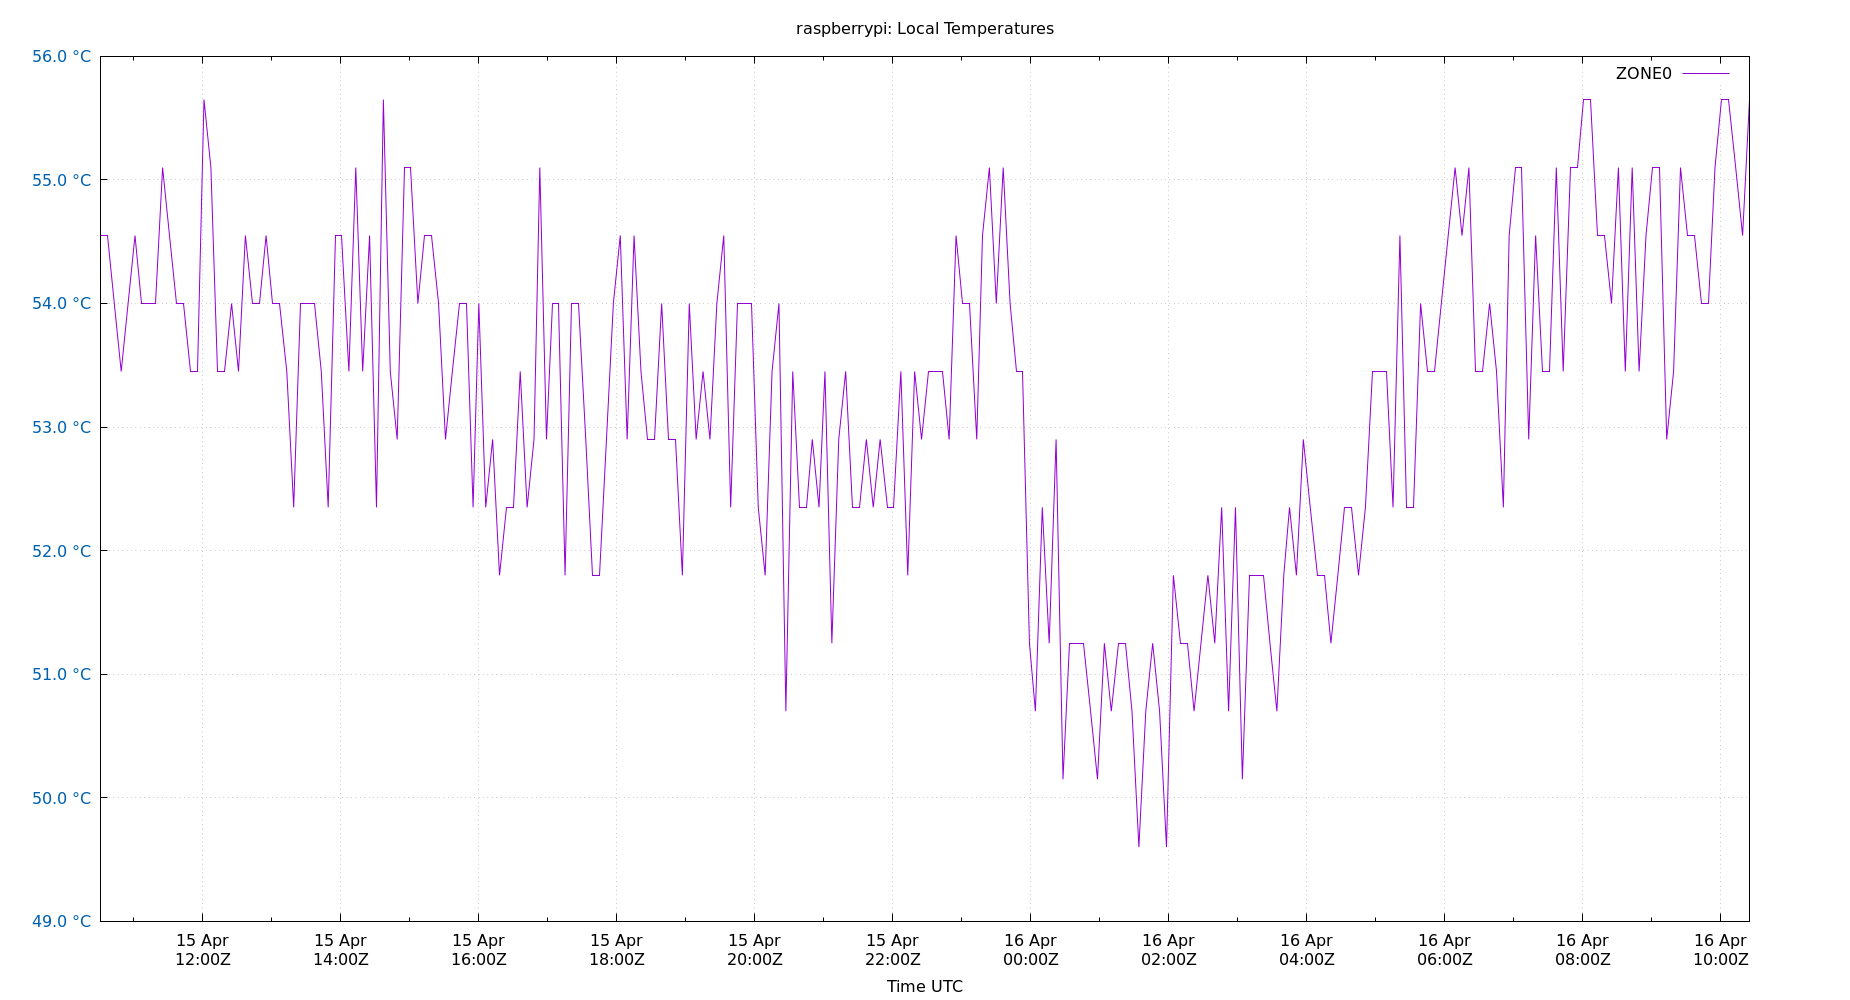 raspberrypi: Local Temperatures
ZONE0
56.0 °C
55.0 °C
54.0 °C
53.0 °C
52.0 °C
51.0 °C
50.0 °C
49.0 °C
15 Apr 15 Apr 15 Apr 15 Apr 15 Apr 15 Apr 16 Apr 16 Apr 16 Apr 16 Apr 16 Apr 16 Apr
12:00Z 14:00Z 16:00Z 18:00Z 20:00Z 22:00Z 00:00Z 02:00Z 04:00Z 06:00Z 08:00Z 10:00Z
Time UTC